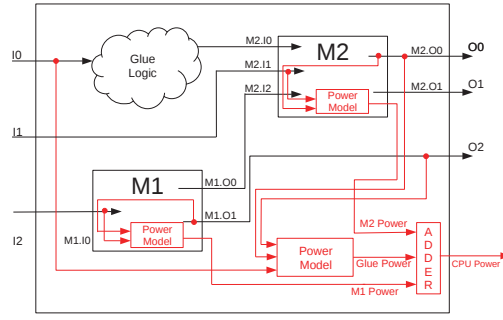 I0
Glue
Logic
M2.I0
M2
M2.O0
O0
M2.I1
M2.O1
O1
Power
Model
M2.I2
I1
O2
M1
M1.O0
M1.O1
Power
Model
I2
M1.I0
M2 Power
A
D
D
E
R
Power
Model
Glue Power
CPU Power
M1 Power